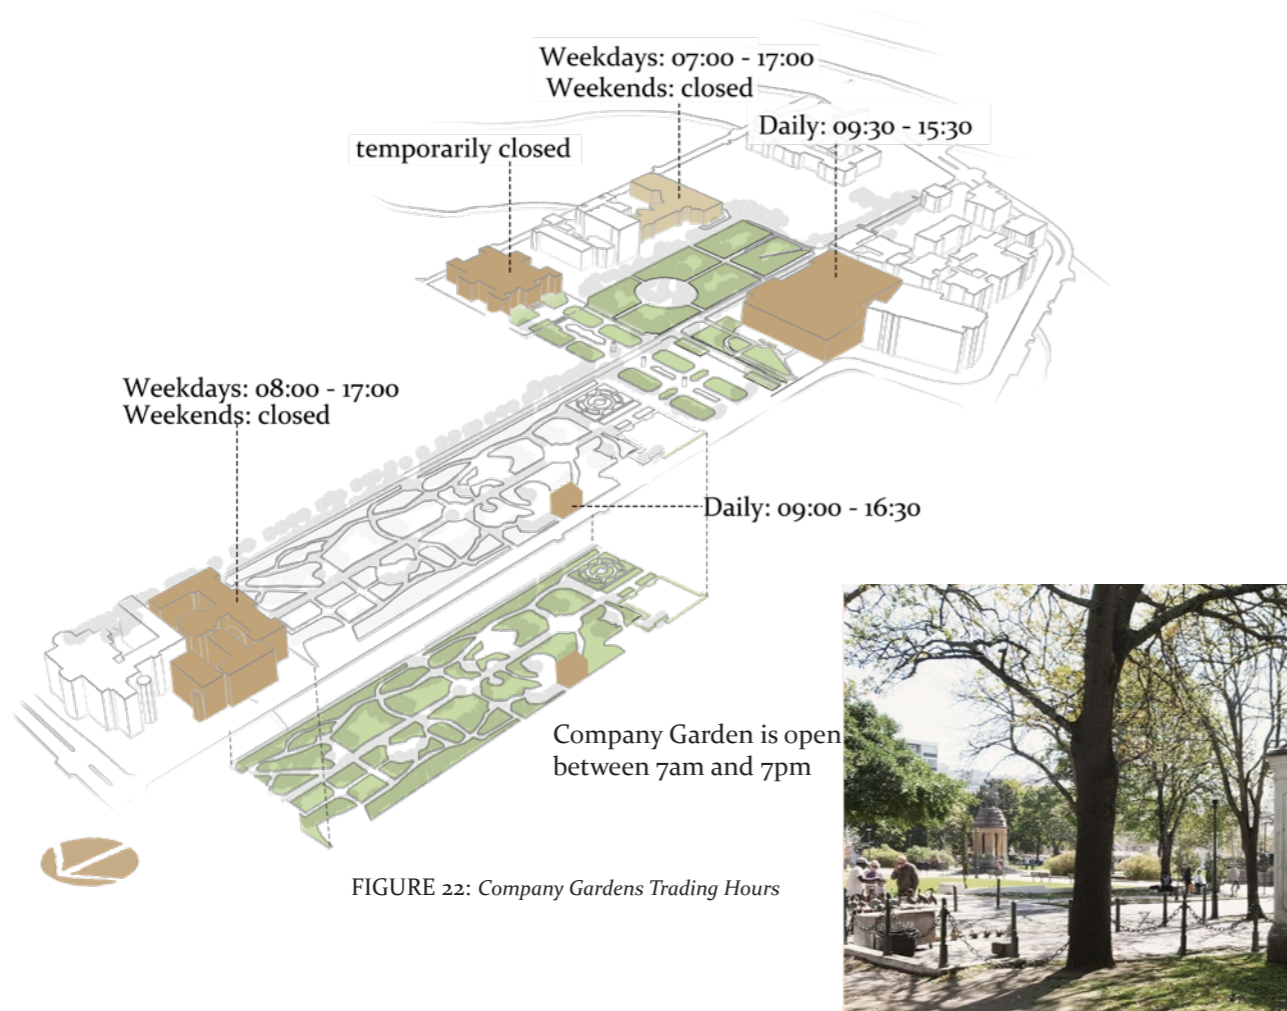 Weekdays: 07:00 - 17:00
Weekends: closed
Daily: 09:30 - 15:30
temporarily closed
Weekdays: 08:00 - 17:00
Weekends: closed
Daily: 09:00 - 16:30
Company Garden is open
between 7am and 7pm
FIGURE 22: Company Gardens Trading Hours